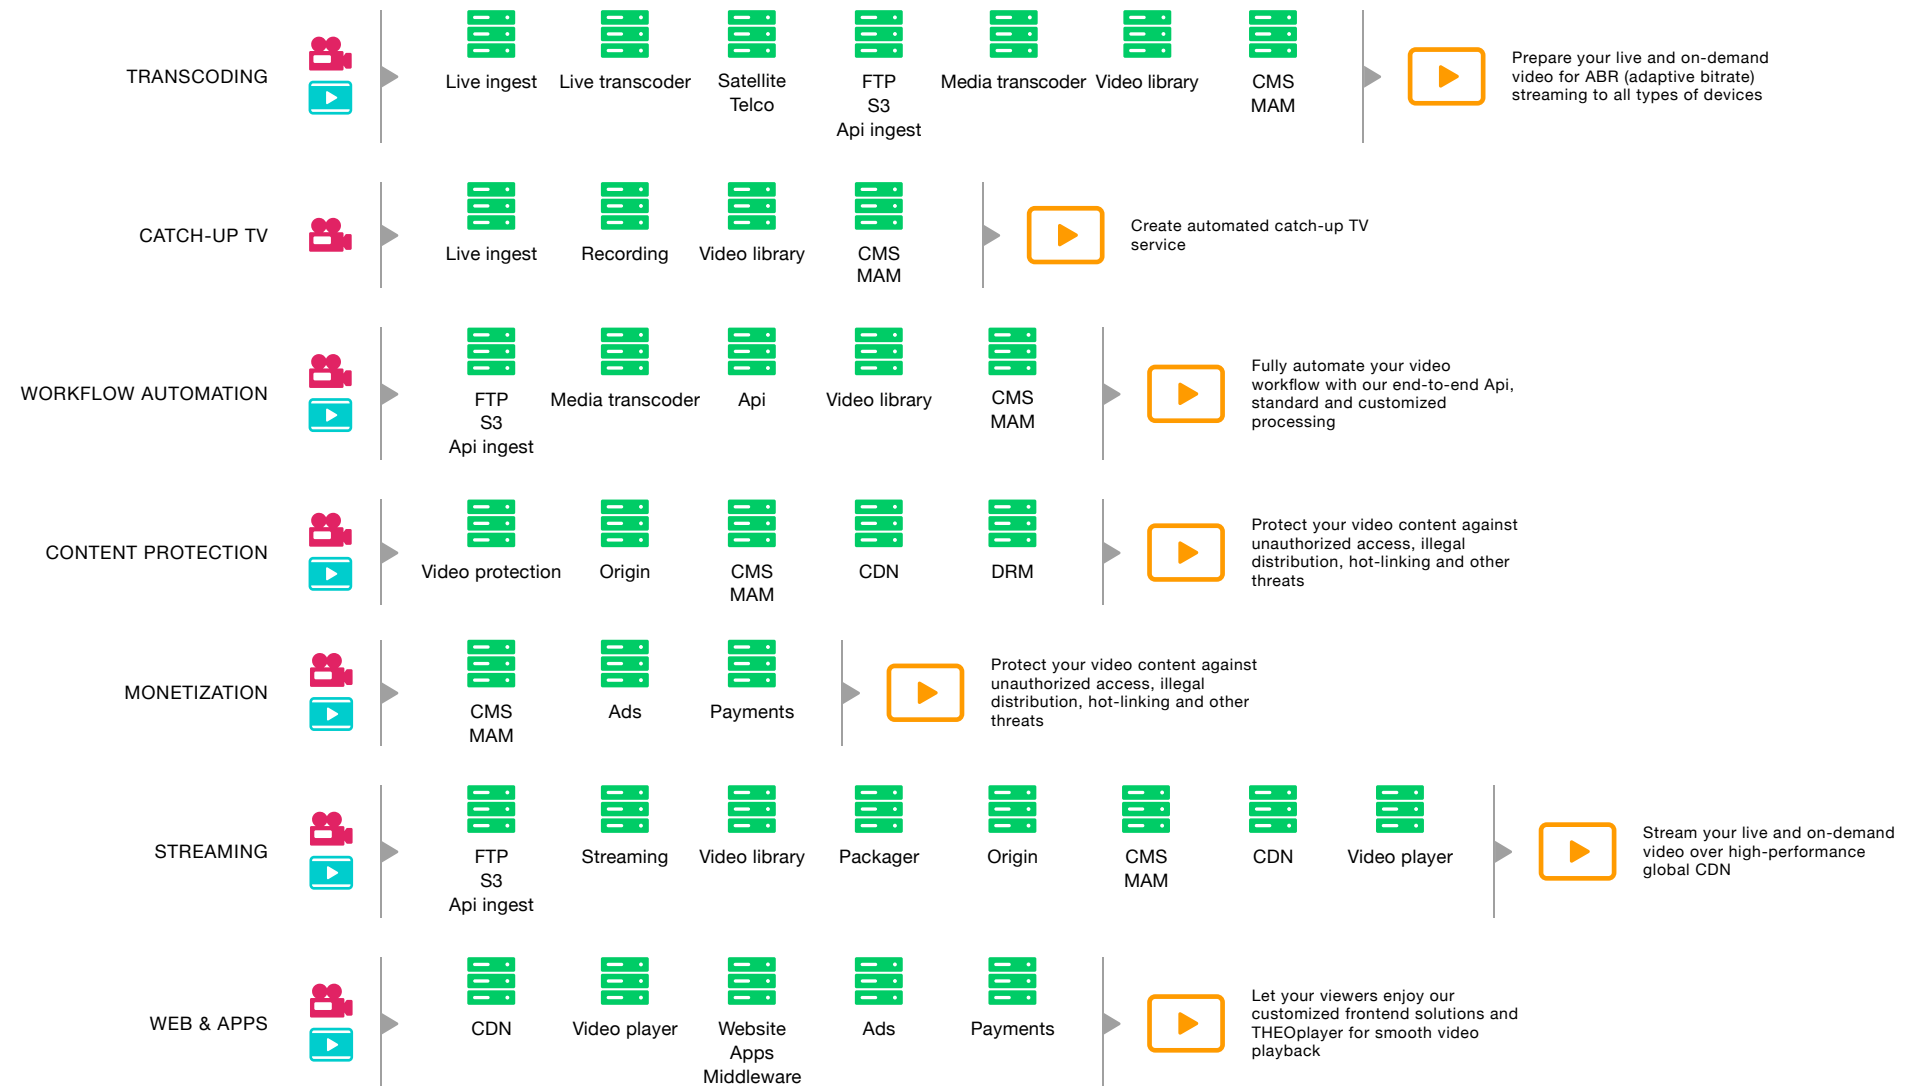 TRANSCODING
Live ingest
Live transcoder
Satellite
Telco
FTP
S3
Api ingest
Media transcoder
Video library
CMS
MAM
Prepare your live and on-demand
video for ABR (adaptive bitrate)
streaming to all types of devices
CATCH-UP TV
Live ingest
Recording
Video library
CMS
MAM
Create automated catch-up TV
service
WORKFLOW AUTOMATION
FTP
S3
Api ingest
Media transcoder
Api
Video library
CMS
MAM
Fully automate your video
workflow with our end-to-end Api,
standard and customized
processing
CONTENT PROTECTION
Video protection
Origin
CMS
MAM
CDN
DRM
Protect your video content against
unauthorized access, illegal
distribution, hot-linking and other
threats
MONETIZATION
CMS
MAM
Ads
Payments
Protect your video content against
unauthorized access, illegal
distribution, hot-linking and other
threats
STREAMING
FTP
S3
Api ingest
Streaming
Video library
Packager
Origin
CMS
MAM
CDN
Video player
Stream your live and on-demand
video over high-performance
global CDN
WEB & APPS
CDN
Video player
Website
Apps
Middleware
Ads
Payments
Let your viewers enjoy our
customized frontend solutions and
THEOplayer for smooth video
playback